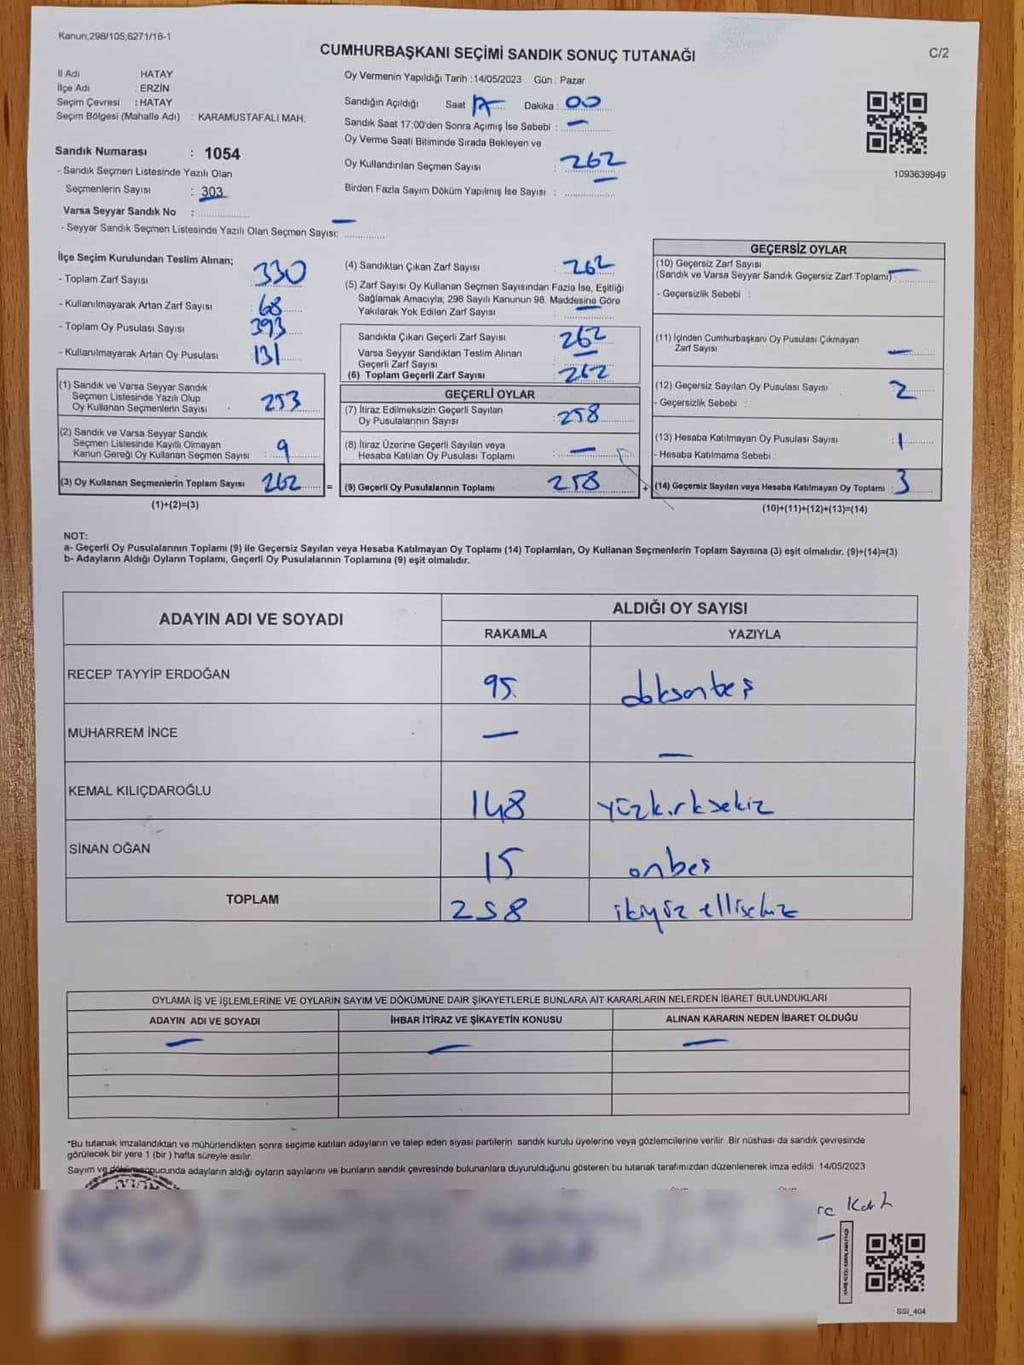 Kanun:298/105,6271/16-1
CUMHURBAŞKANI SEÇİMİ SANDIK SONUÇ TUTANAĞI
C/2
İl Adı : HATAY
İlçe Adı : ERZİN
Seçim Çevresi : HATAY
Seçim Bölgesi (Mahalle Adı) : KARAMUSTAFALI MAH.
Sandık Numarası : 1054
- Sandık Seçmen Listesinde Yazılı Olan
Seçmenlerin Sayısı : 303
Varsa Seyyar Sandık No :
- Seyyar Sandık Seçmen Listesinde Yazılı Olan Seçmen Sayısı: —
Oy Vermenin Yapıldığı Tarih :14/05/2023 Gün : Pazar
Sandığın Açıldığı Saat 17 Dakika : 00
Sandık Saat 17:00'den Sonra Açımış İse Sebebi : —
Oy Verme Saati Bitiminde Sırada Bekleyen ve
Oy Kullandırılan Seçmen Sayısı : 262
Birden Fazla Sayım Döküm Yapılmış İse Sayısı : —
1093639949
İlçe Seçim Kurulundan Teslim Alınan;
- Toplam Zarf Sayısı : 330
- Kullanılmayarak Artan Zarf Sayısı : 68
- Toplam Oy Pusulası Sayısı : 393
- Kullanılmayarak Artan Oy Pusulası : 131
(1) Sandık ve Varsa Seyyar Sandık
Seçmen Listesinde Yazılı Olup
Oy Kullanan Seçmenlerin Sayısı : 253
(2) Sandık ve Varsa Seyyar Sandık
Seçmen Listesinde Kayıtlı Olmayan
Kanun Gereği Oy Kullanan Seçmen Sayısı : 9
(3) Oy Kullanan Seçmenlerin Toplam Sayısı : 262
(1)+(2)=(3)
(4) Sandıktan Çıkan Zarf Sayısı : 262
(5) Zarf Sayısı Oy Kullanan Seçmen Sayısından Fazla İse, Eşitliği
Sağlamak Amacıyla; 298 Sayılı Kanunun 98. Maddesine Göre
Yakılarak Yok Edilen Zarf Sayısı : —
Sandıkta Çıkan Geçerli Zarf Sayısı : 262
Varsa Seyyar Sandıktan Teslim Alınan
Geçerli Zarf Sayısı : —
(6) Toplam Geçerli Zarf Sayısı : 262
GEÇERLİ OYLAR
(7) İtiraz Edilmeksizin Geçerli Sayılan
Oy Pusulalarının Sayısı : 258
(8) İtiraz Üzerine Geçerli Sayılan veya
Hesaba Katılan Oy Pusulası Toplamı : —
= (9) Geçerli Oy Pusulalarının Toplamı : 258
GEÇERSİZ OYLAR
(10) Geçersiz Zarf Sayısı
(Sandık ve Varsa Seyyar Sandık Geçersiz Zarf Toplamı) : —
- Geçersizlik Sebebi :
(11) İçinden Cumhurbaşkanı Oy Pusulası Çıkmayan
Zarf Sayısı : —
(12) Geçersiz Sayılan Oy Pusulası Sayısı : 2
- Geçersizlik Sebebi :
(13) Hesaba Katılmayan Oy Pusulası Sayısı : 1
- Hesaba Katılmama Sebebi :
+ (14) Geçersiz Sayılan veya Hesaba Katılmayan Oy Toplamı : 3
(10)+(11)+(12)+(13)=(14)
NOT:
a- Geçerli Oy Pusulalarının Toplamı (9) ile Geçersiz Sayılan veya Hesaba Katılmayan Oy Toplamı (14) Toplamları, Oy Kullanan Seçmenlerin Toplam Sayısına (3) eşit olmalıdır. (9)+(14)=(3)
b- Adayların Aldığı Oyların Toplamı, Geçerli Oy Pusulalarının Toplamına (9) eşit olmalıdır.
ADAYIN ADI VE SOYADI ALDIĞI OY SAYISI
RAKAMLA YAZIYLA
RECEP TAYYİP ERDOĞAN 95 doksanbeş
MUHARREM İNCE — —
KEMAL KILIÇDAROĞLU 148 yüzkırksekiz
SİNAN OĞAN 15 onbeş
TOPLAM 258 ikiyüz ellisekiz
OYLAMA İŞ VE İŞLEMLERİNE VE OYLARIN SAYIM VE DÖKÜMÜNE DAİR ŞİKAYETLERLE BUNLARA AİT KARARLARIN NELERDEN İBARET BULUNDUKLARI
ADAYIN ADI VE SOYADI İHBAR İTİRAZ VE ŞİKAYETİN KONUSU ALINAN KARARIN NEDEN İBARET OLDUĞU
— — —
*Bu tutanak imzalandıktan ve mühürlendikten sonra seçime katılan adayların ve talep eden siyasi partilerin sandık kurulu üyelerine veya gözlemcilerine verilir .Bir nüshası da sandık çevresinde
görülecek bir yere 1 (bir ) hafta süreyle asılır.
Sayım ve döküm sonucunda adayların aldığı oyların sayılarını ve bunların sandık çevresinde bulunanlara duyurulduğunu gösteren bu tutanak tarafımızdan düzenlenerek imza edildi. 14/05/2023
SSI_404